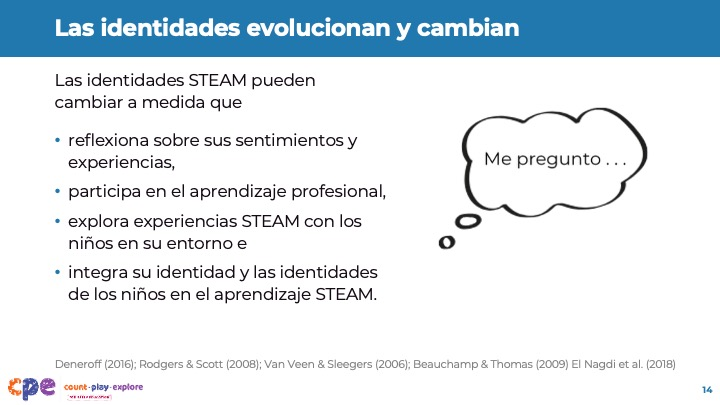 Las identidades evolucionan y cambian
Las identidades STEAM pueden
cambiar a medida que
• reflexiona sobre sus sentimientos y
experiencias,
• participa en el aprendizaje profesional,
• explora experiencias STEAM con los
niños en su entorno e
• integra su identidad y las identidades
de los niños en el aprendizaje STEAM.
Me pregunto . . .
Deneroff (2016); Rodgers & Scott (2008); Van Veen & Sleegers (2006); Beauchamp & Thomas (2009) El Nagdi et al. (2018)
cpe
count•play•explore
14